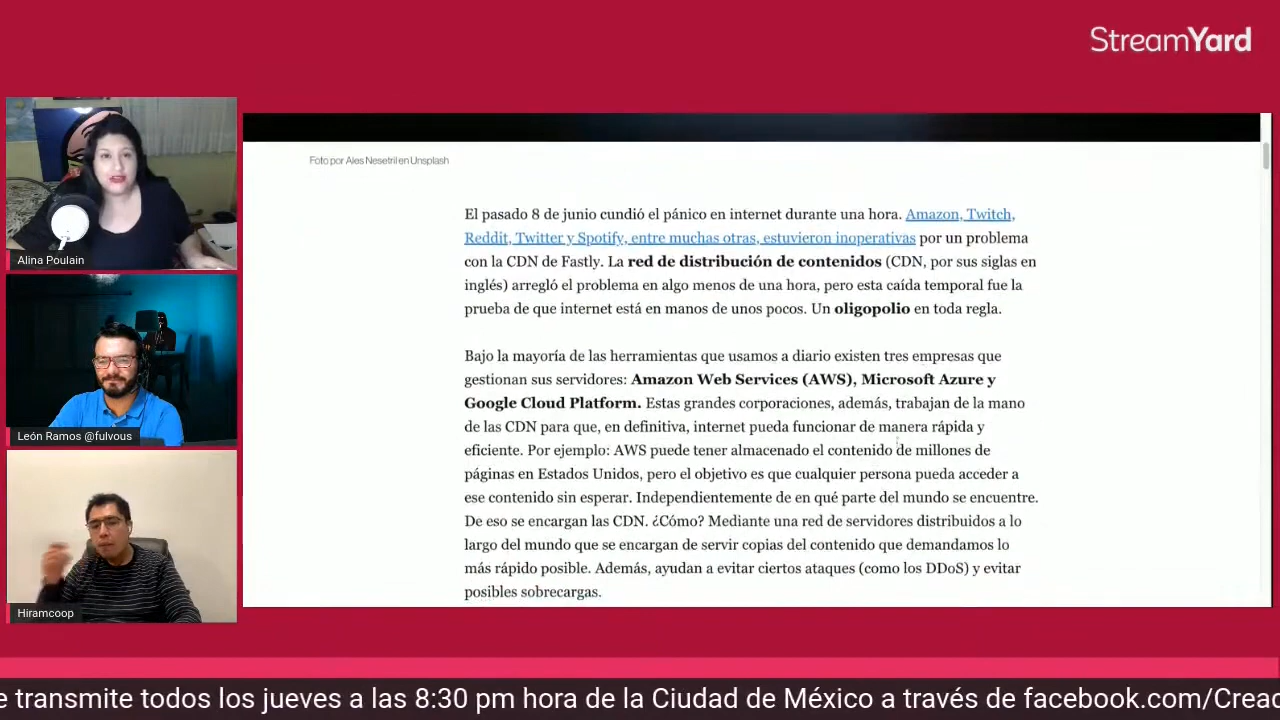 StreamYard
Alina Poulain
León Ramos @fulvous
Hiramcoop
Foto por Ales Nesetril en Unsplash
El pasado 8 de junio cundió el pánico en internet durante una hora. Amazon, Twitch,
Reddit, Twitter y Spotify, entre muchas otras, estuvieron inoperativas por un problema
con la CDN de Fastly. La red de distribución de contenidos (CDN, por sus siglas en
inglés) arregló el problema en algo menos de una hora, pero esta caída temporal fue la
prueba de que internet está en manos de unos pocos. Un oligopolio en toda regla.
Bajo la mayoría de las herramientas que usamos a diario existen tres empresas que
gestionan sus servidores: Amazon Web Services (AWS), Microsoft Azure y
Google Cloud Platform. Estas grandes corporaciones, además, trabajan de la mano
de las CDN para que, en definitiva, internet pueda funcionar de manera rápida y
eficiente. Por ejemplo: AWS puede tener almacenado el contenido de millones de
páginas en Estados Unidos, pero el objetivo es que cualquier persona pueda acceder a
ese contenido sin esperar. Independientemente de en qué parte del mundo se encuentre.
De eso se encargan las CDN. ¿Cómo? Mediante una red de servidores distribuidos a lo
largo del mundo que se encargan de servir copias del contenido que demandamos lo
más rápido posible. Además, ayudan a evitar ciertos ataques (como los DDoS) y evitar
posibles sobrecargas.
e transmite todos los jueves a las 8:30 pm hora de la Ciudad de México a través de facebook.com/Creac